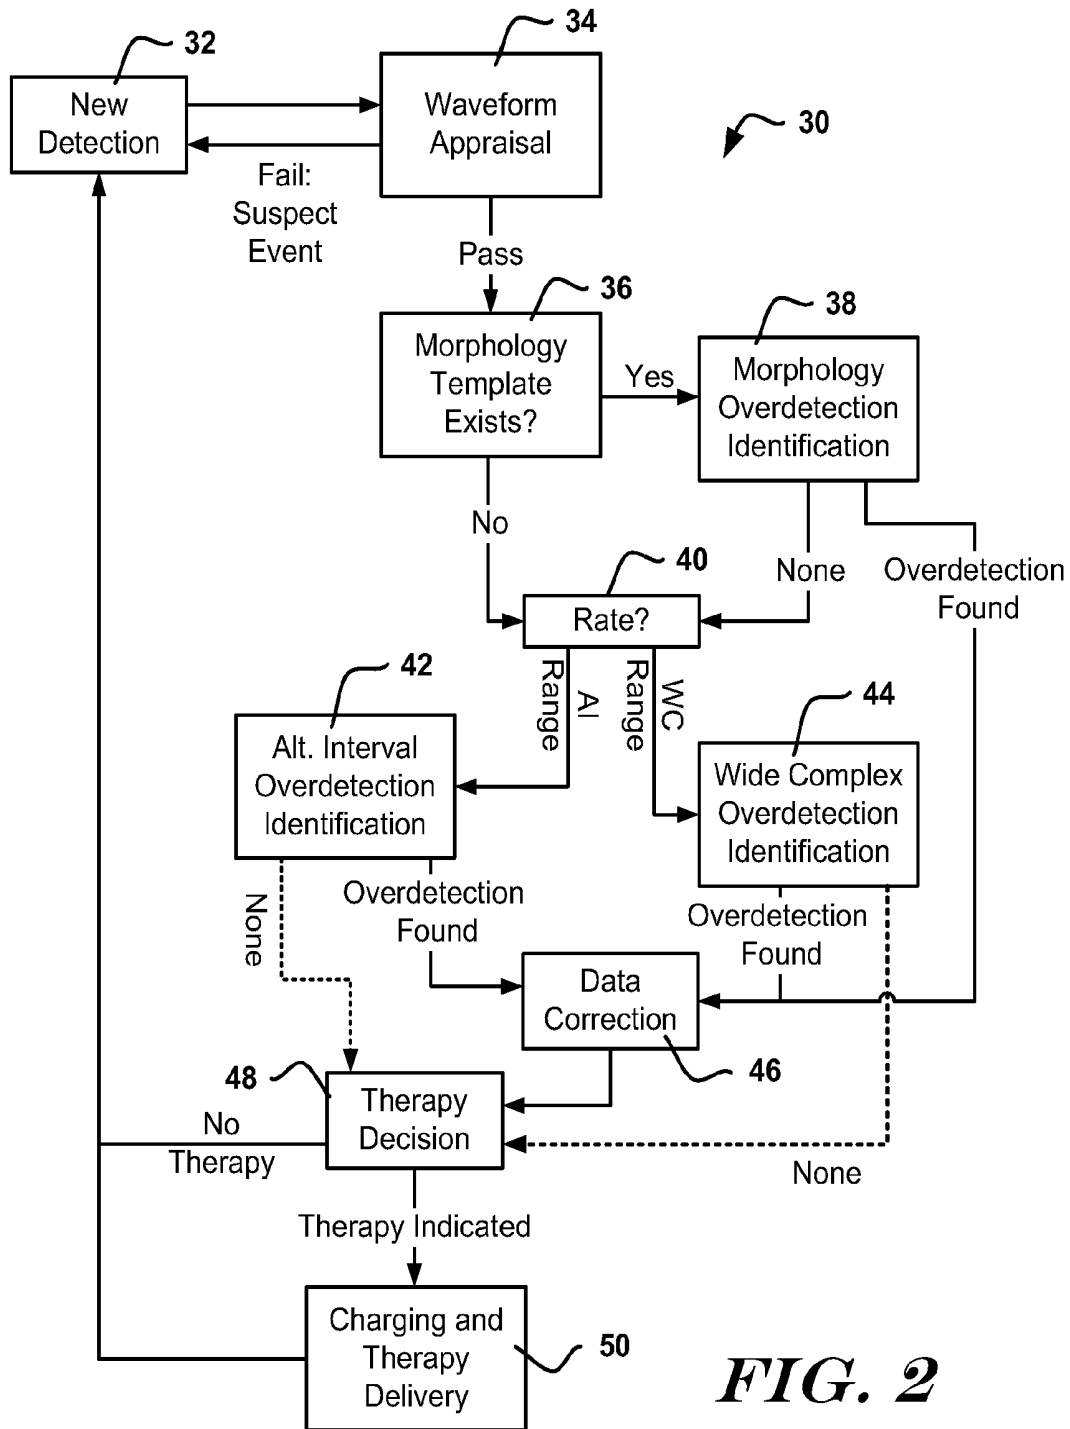 32
New
Detection
34
Waveform
Appraisal
30
Fail:
Suspect
Event
Pass
36
Morphology
Template
Exists?
Yes
38
Morphology
Overdetection
Identification
No
None
Overdetection
Found
40
Rate?
AI
Range
WC
Range
42
Alt. Interval
Overdetection
Identification
44
Wide Complex
Overdetection
Identification
None
Overdetection
Found
Overdetection
Found
Data
Correction
46
48
Therapy
Decision
No
Therapy
None
Therapy Indicated
Charging and
Therapy
Delivery
50
FIG. 2